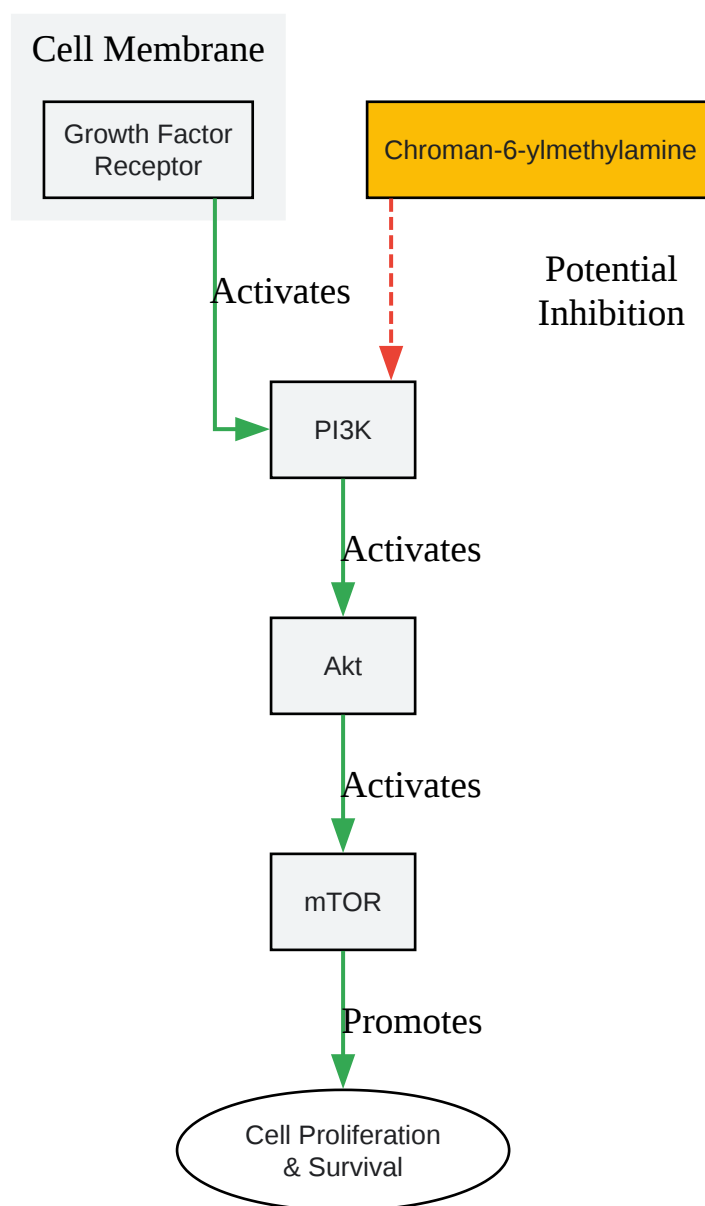 Cell Membrane
Growth Factor
Receptor
Chroman-6-ylmethylamine
Activates
Potential
Inhibition
PI3K
Activates
Akt
Activates
mTOR
Promotes
Cell Proliferation
& Survival